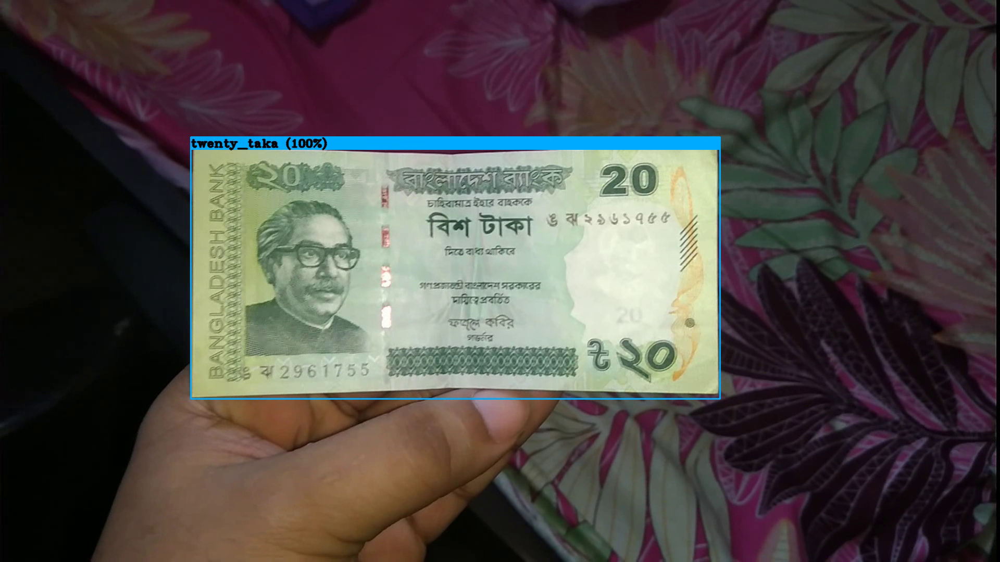 twenty_taka (100%)
BANGLADESH BANK
২০
বাংলাদেশ ব্যাংক
20
চাহিবামাত্র ইহার বাহককে
বিশ টাকা
ঙ ঝ ২৯৬১৭৫৫
দিতে বাধ্য থাকিবে
গণপ্রজাতন্ত্রী বাংলাদেশ সরকারের
দায়িত্বে প্রবর্তিত
20
ফজলে কবির
গভর্নর
ঙ ঝ 2961755
৳২০